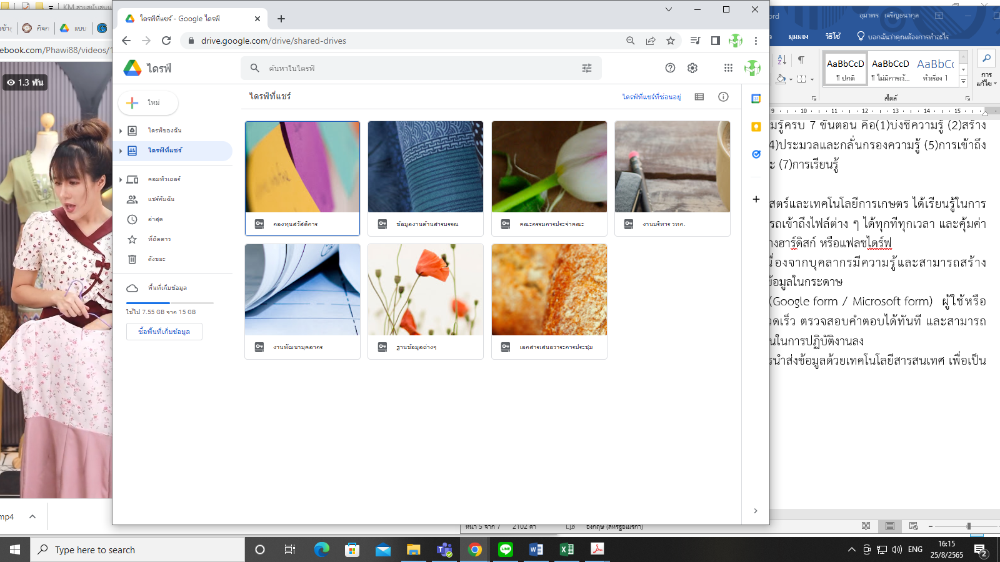 KM สายสนับสนุน
กิจก
แบบ
ebook.com/Phawi88/videos/1
1.3 พัน
mp4
ไดรฟ์ที่แชร์ - Google ไดรฟ์
drive.google.com/drive/shared-drives
ไดรฟ์
ค้นหาในไดรฟ์
ใหม่
ไดรฟ์ของฉัน
ไดรฟ์ที่แชร์
คอมพิวเตอร์
แชร์กับฉัน
ล่าสุด
ที่ติดดาว
ถังขยะ
พื้นที่เก็บข้อมูล
ใช้ไป 7.55 GB จาก 15 GB
ซื้อพื้นที่เก็บข้อมูล
ไดรฟ์ที่แชร์
ไดรฟ์ที่แชร์ที่ซ่อนอยู่
31
กองทุนสวัสดิการ
ข้อมูลงานด้านสารบรรณ
คณะกรรมการประจำคณะ
งานบริหาร วทก.
งานพัฒนาบุคลากร
ฐานข้อมูลต่างๆ
เอกสารเสนอวาระการประชุม
ord
อุมาพร เจริญธนากุล
มุมมอง
วิธีใช้
บอกฉันว่าคุณต้องการทำอะไร
AaBbCcD
AaBbCcD
AaBbCc
¶ ปกติ
¶ ไม่มีการเว้...
หัวเรื่อง 1
การ
แก้ไข
สไตล์
9 10 11 12 13 14 15
มรู้ครบ 7 ขั้นตอน คือ(1)บ่งชี้ความรู้ (2)สร้าง
4)ประมวลและกลั่นกรองความรู้ (5)การเข้าถึง
ะ (7)การเรียนรู้
สตร์และเทคโนโลยีการเกษตร ได้เรียนรู้ในการ
รถเข้าถึงไฟล์ต่าง ๆ ได้ทุกทีทุกเวลา และคุ้มค่า
างฮาร์ดิสก์ หรือแฟลชไดร์ฟ
นื่องจากบุคลากรมีความรู้และสามารถสร้าง
ข้อมูลในกระดาษ
(Google form / Microsoft form) ผู้ใช้หรือ
วดเร็ว ตรวจสอบคำตอบได้ทันที และสามารถ
นในการปฏิบัติงานลง
รนำส่งข้อมูลด้วยเทคโนโลยีสารสนเทศ เพื่อเป็น
หน้า 5 จาก 7
2102 คำ
อังกฤษ (สหรัฐอเมริกา)
Type here to search
LINE
ENG
16:15
25/8/2565
2